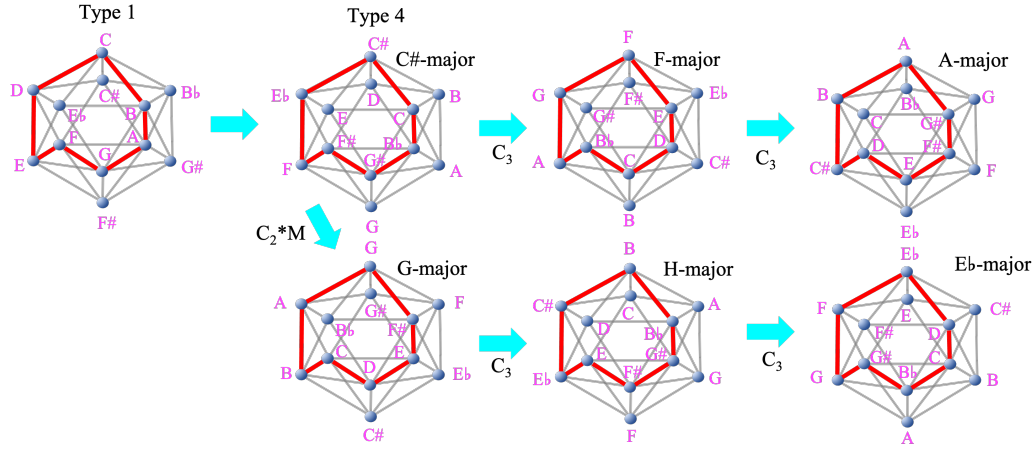 Type 1
C
D
C#
B♭
E♭
B
F
A
E
G
G#
F#
Type 4
C#
C#-major
E♭
D
B
E
C
F#
B♭
F
G#
A
G
C3
F
F-major
G
F#
E♭
G#
E
B♭
D
A
C
C#
B
C3
A
A-major
B
B♭
G
C
G#
D
F#
C#
E
F
E♭
C2*M
G
G-major
A
G#
F
B♭
F#
C
E
B
D
E♭
C#
C3
B
H-major
C#
C
A
D
B♭
E
G#
E♭
F#
G
F
C3
E♭
E♭-major
F
E
C#
F#
D
G#
C
G
B♭
B
A